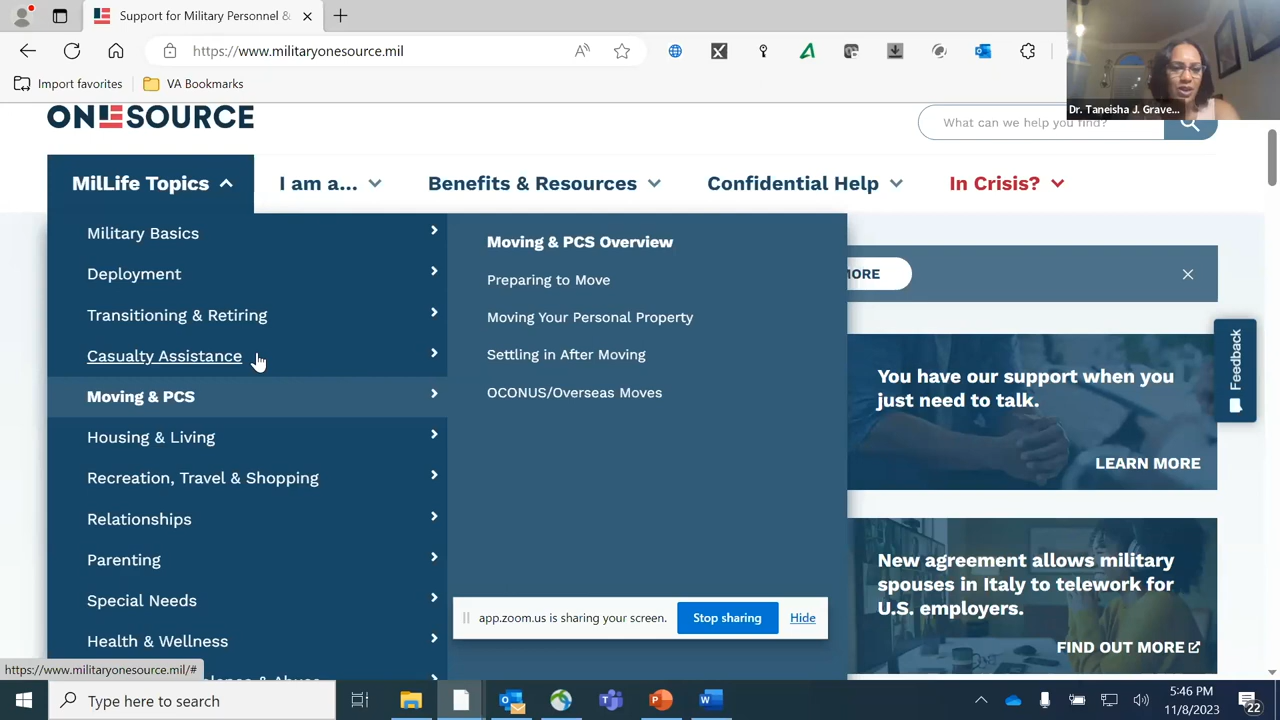 Support for Military Personnel &
https://www.militaryonesource.mil
Import favorites
VA Bookmarks
Dr. Taneisha J. Grave...
ONESOURCE
What can we help you find?
MilLife Topics
I am a...
Benefits & Resources
Confidential Help
In Crisis?
Military Basics
Deployment
Transitioning & Retiring
Casualty Assistance
Moving & PCS
Housing & Living
Recreation, Travel & Shopping
Relationships
Parenting
Special Needs
Health & Wellness
Moving & PCS Overview
Preparing to Move
Moving Your Personal Property
Settling in After Moving
OCONUS/Overseas Moves
MORE
You have our support when you
just need to talk.
LEARN MORE
Feedback
New agreement allows military
spouses in Italy to telework for
U.S. employers.
FIND OUT MORE
app.zoom.us is sharing your screen.
Stop sharing
Hide
https://www.militaryonesource.mil/#
Type here to search
5:46 PM
11/8/2023
22